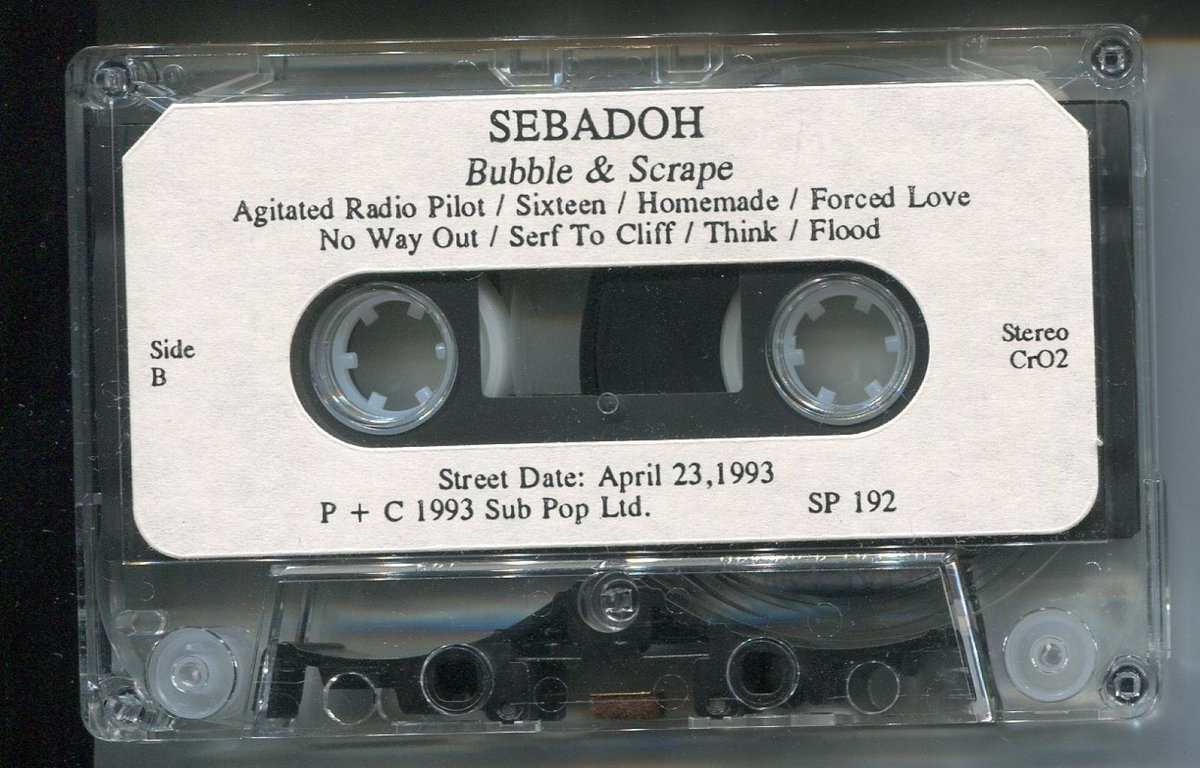 SEBADOH
Bubble & Scrape
Agitated Radio Pilot / Sixteen / Homemade / Forced Love
No Way Out / Serf To Cliff / Think / Flood
Side
B
Stereo
CrO2
Street Date: April 23,1993
P + C 1993 Sub Pop Ltd. SP 192